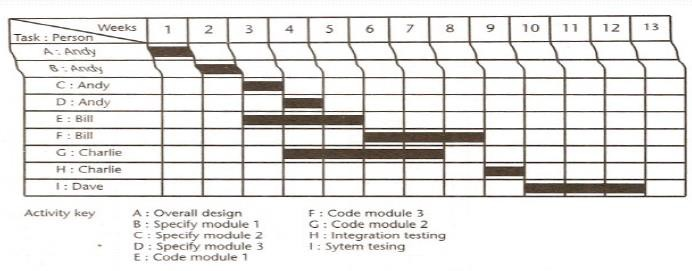 Weeks 1 2 3 4 5 6 7 8 9 10 11 12 13
Task : Person
A : Andy
B : Andy
C : Andy
D : Andy
E : Bill
F : Bill
G : Charlie
H : Charlie
I : Dave
Activity key
A : Overall design
B : Specify module 1
C : Specify module 2
D : Specify module 3
E : Code module 1
F : Code module 3
G : Code module 2
H : Integration testing
I : Sytem tesing